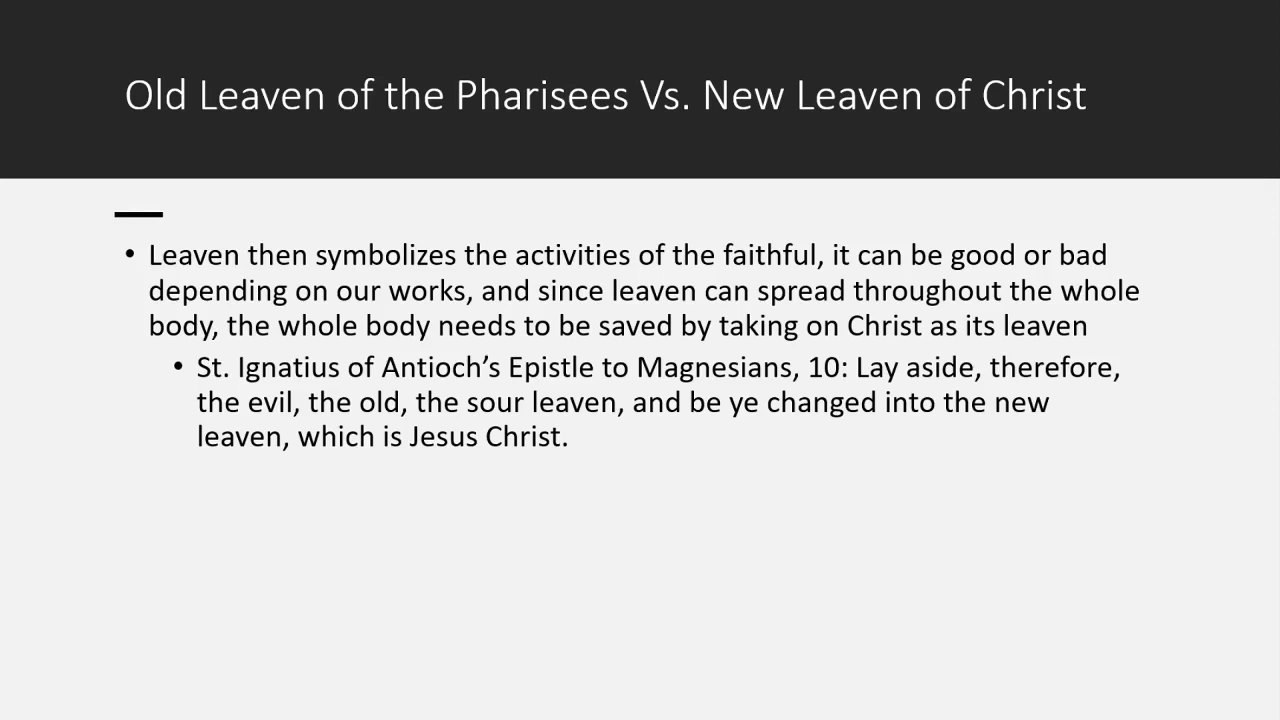 Old Leaven of the Pharisees Vs. New Leaven of Christ
• Leaven then symbolizes the activities of the faithful, it can be good or bad
depending on our works, and since leaven can spread throughout the whole
body, the whole body needs to be saved by taking on Christ as its leaven
• St. Ignatius of Antioch’s Epistle to Magnesians, 10: Lay aside, therefore,
the evil, the old, the sour leaven, and be ye changed into the new
leaven, which is Jesus Christ.